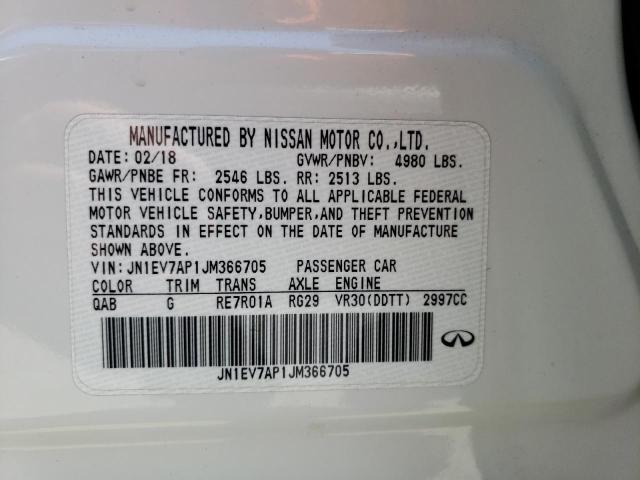 MANUFACTURED BY NISSAN MOTOR CO.,LTD.
DATE: 02/18 GVWR/PNBV: 4980 LBS.
GAWR/PNBE FR: 2546 LBS. RR: 2513 LBS.
THIS VEHICLE CONFORMS TO ALL APPLICABLE FEDERAL
MOTOR VEHICLE SAFETY,BUMPER,AND THEFT PREVENTION
STANDARDS IN EFFECT ON THE DATE OF MANUFACTURE
SHOWN ABOVE.
VIN: JN1EV7AP1JM366705 PASSENGER CAR
COLOR TRIM TRANS AXLE ENGINE
QAB G RE7R01A RG29 VR30(DDTT) 2997CC
JN1EV7AP1JM366705